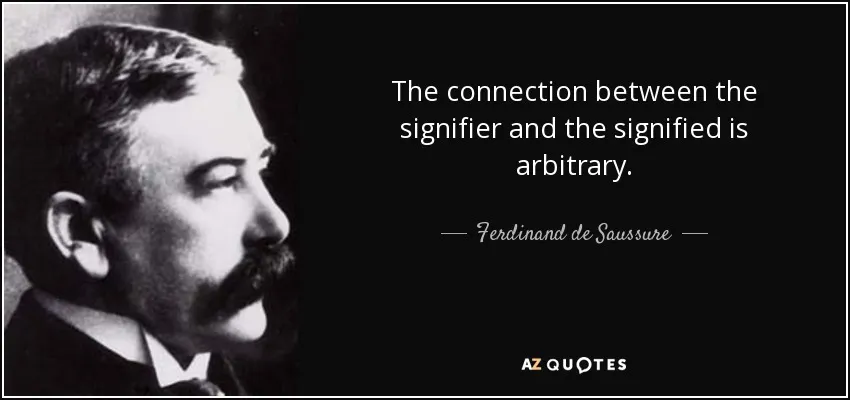 The connection between the
signifier and the signified is
arbitrary.
Ferdinand de Saussure
AZ QUOTES